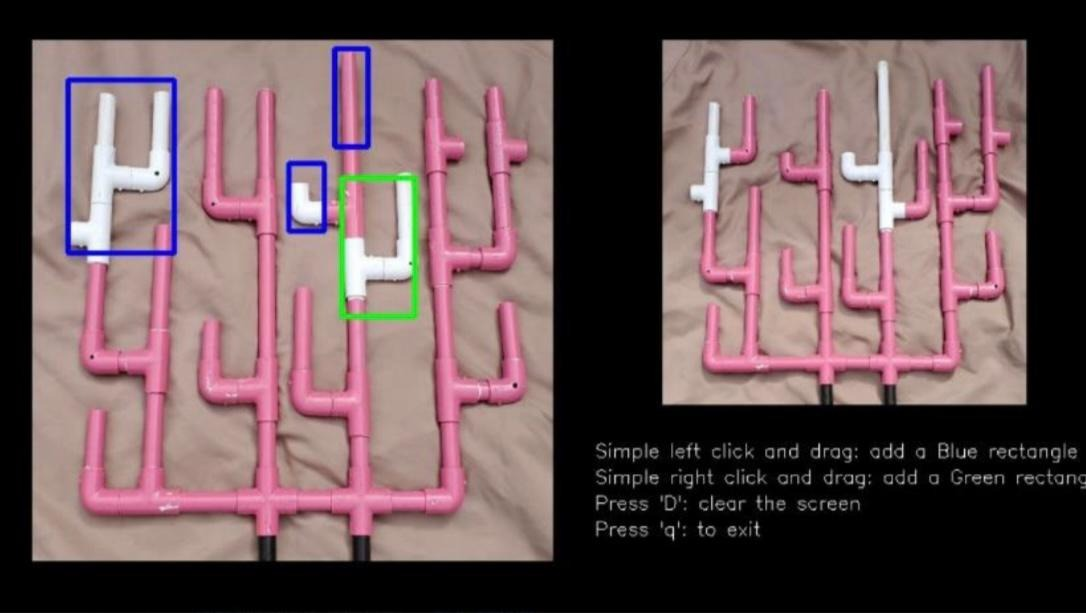 Simple left click and drag: add a Blue rectangle
Simple right click and drag: add a Green rectang
Press 'D': clear the screen
Press 'q': to exit